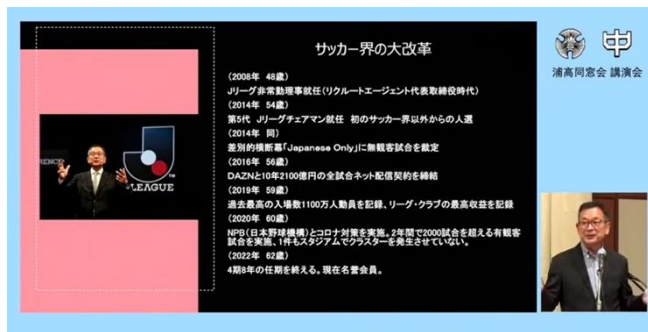 サッカー界の大改革
（2008年　48歳）
Jリーグ非常勤理事就任（リクルートエージェント代表取締役時代）
（2014年　54歳）
第5代　Jリーグチェアマン就任　初のサッカー界以外からの人選
（2014年　同）
差別的横断幕「Japanese Only」に無観客試合を裁定
（2016年　56歳）
DAZNと10年2100億円の全試合ネット配信契約を締結
（2019年　59歳）
過去最高の入場数1100万人動員を記録、リーグ・クラブの最高収益を記録
（2020年　60歳）
NPB（日本野球機構）とコロナ対策を実施。2年間で2000試合を超える有観客
試合を実施、1件もスタジアムでクラスターを発生させていない。
（2022年　62歳）
4期8年の任期を終える。現在名誉会員。
J.LEAGUE
中
浦高同窓会 講演会